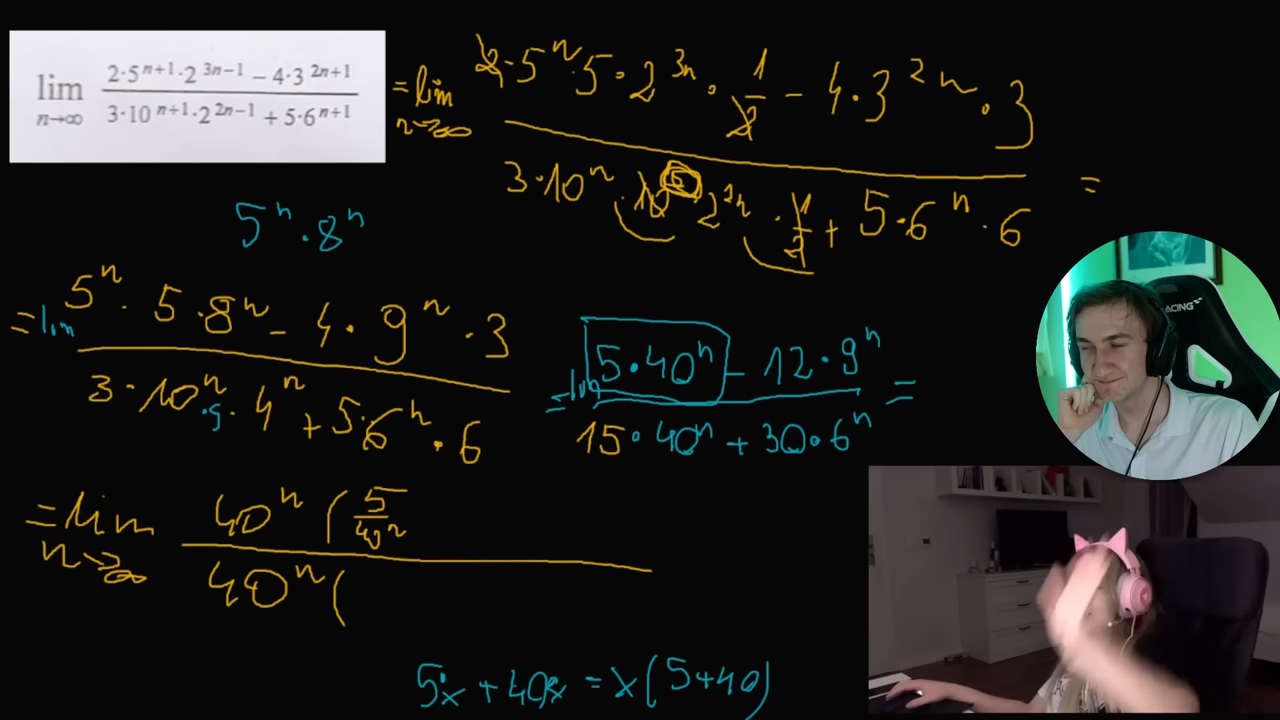 lim n→∞ (2·5^{n+1}·2^{3n-1} - 4·3^{2n+1}) / (3·10^{n+1}·2^{2n-1} + 5·6^{n+1})
= lim n→∞ (2·5^n·5·2^{3n}·1/2 - 4·3^{2n}·3) / (3·10^n·10 5 2^{2n}·1/2 + 5·6^n·6) =
5^n·8^n
= lim (5^n·5·8^n - 4·9^n·3) / (3·10^n·5·4^n + 5·6^n·6)
= lim (5·40^n - 12·9^n) / (15·40^n + 30·6^n) =
= lim n→∞ 40^n (5/40^n / 40^n (
5x + 40x = x(5+40)
RACING